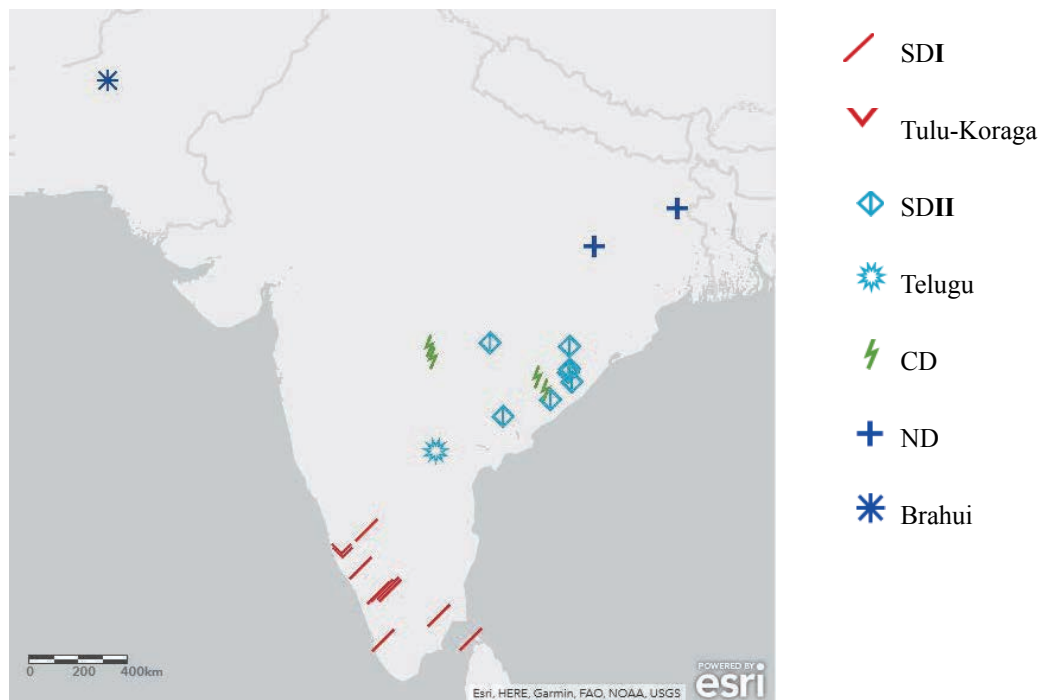 SDI
Tulu-Koraga
SDII
Telugu
CD
ND
Brahui
0 200 400km
POWERED BY
esri
Esri, HERE, Garmin, FAO, NOAA, USGS